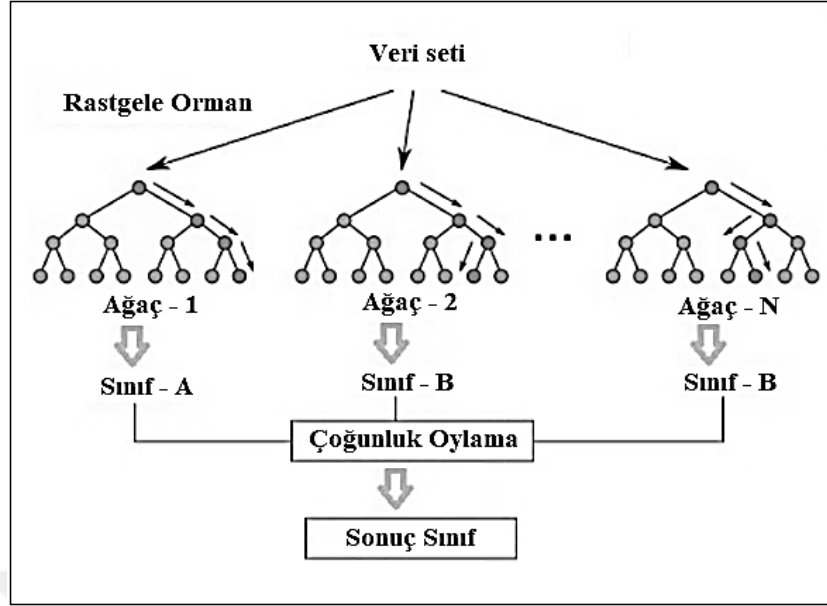 Veri seti
Rastgele Orman
...
Ağaç - 1
Ağaç - 2
Ağaç - N
Sınıf - A
Sınıf - B
Sınıf - B
Çoğunluk Oylama
Sonuç Sınıf